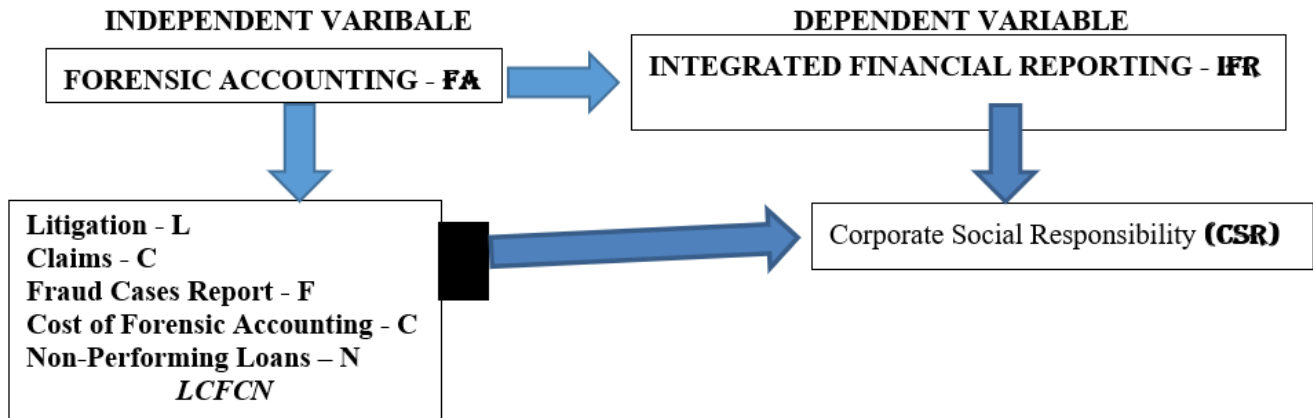 INDEPENDENT VARIBALE
FORENSIC ACCOUNTING - FA
Litigation - L
Claims - C
Fraud Cases Report - F
Cost of Forensic Accounting - C
Non-Performing Loans – N
LCFCN
DEPENDENT VARIABLE
INTEGRATED FINANCIAL REPORTING - IFR
Corporate Social Responsibility (CSR)